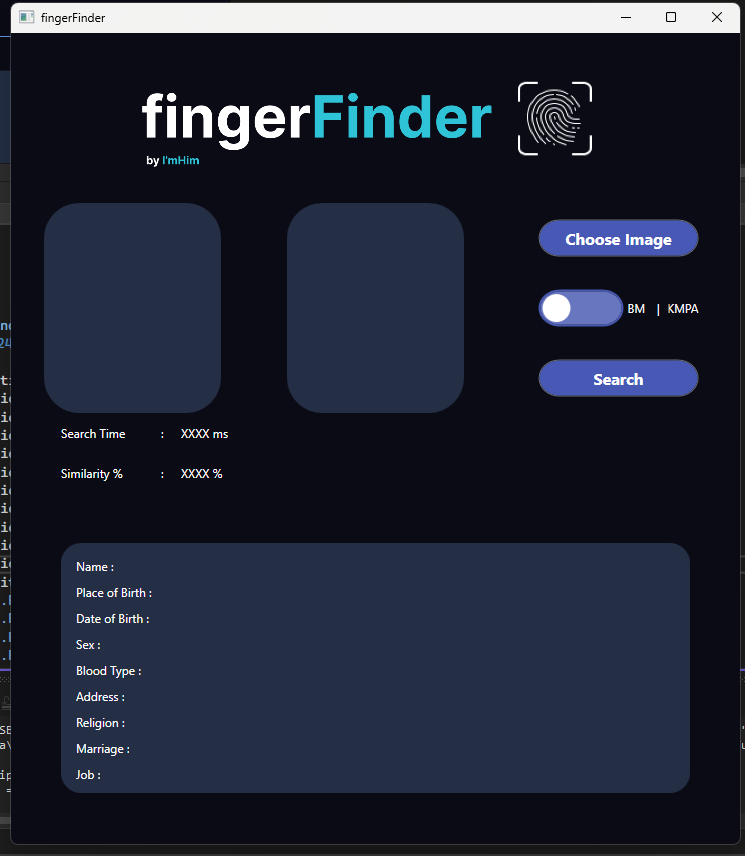 fingerFinder
fingerFinder
by I'mHim
Choose Image
BM | KMPA
Search
Search Time : XXXX ms
Similarity % : XXXX %
Name :
Place of Birth :
Date of Birth :
Sex :
Blood Type :
Address :
Religion :
Marriage :
Job :